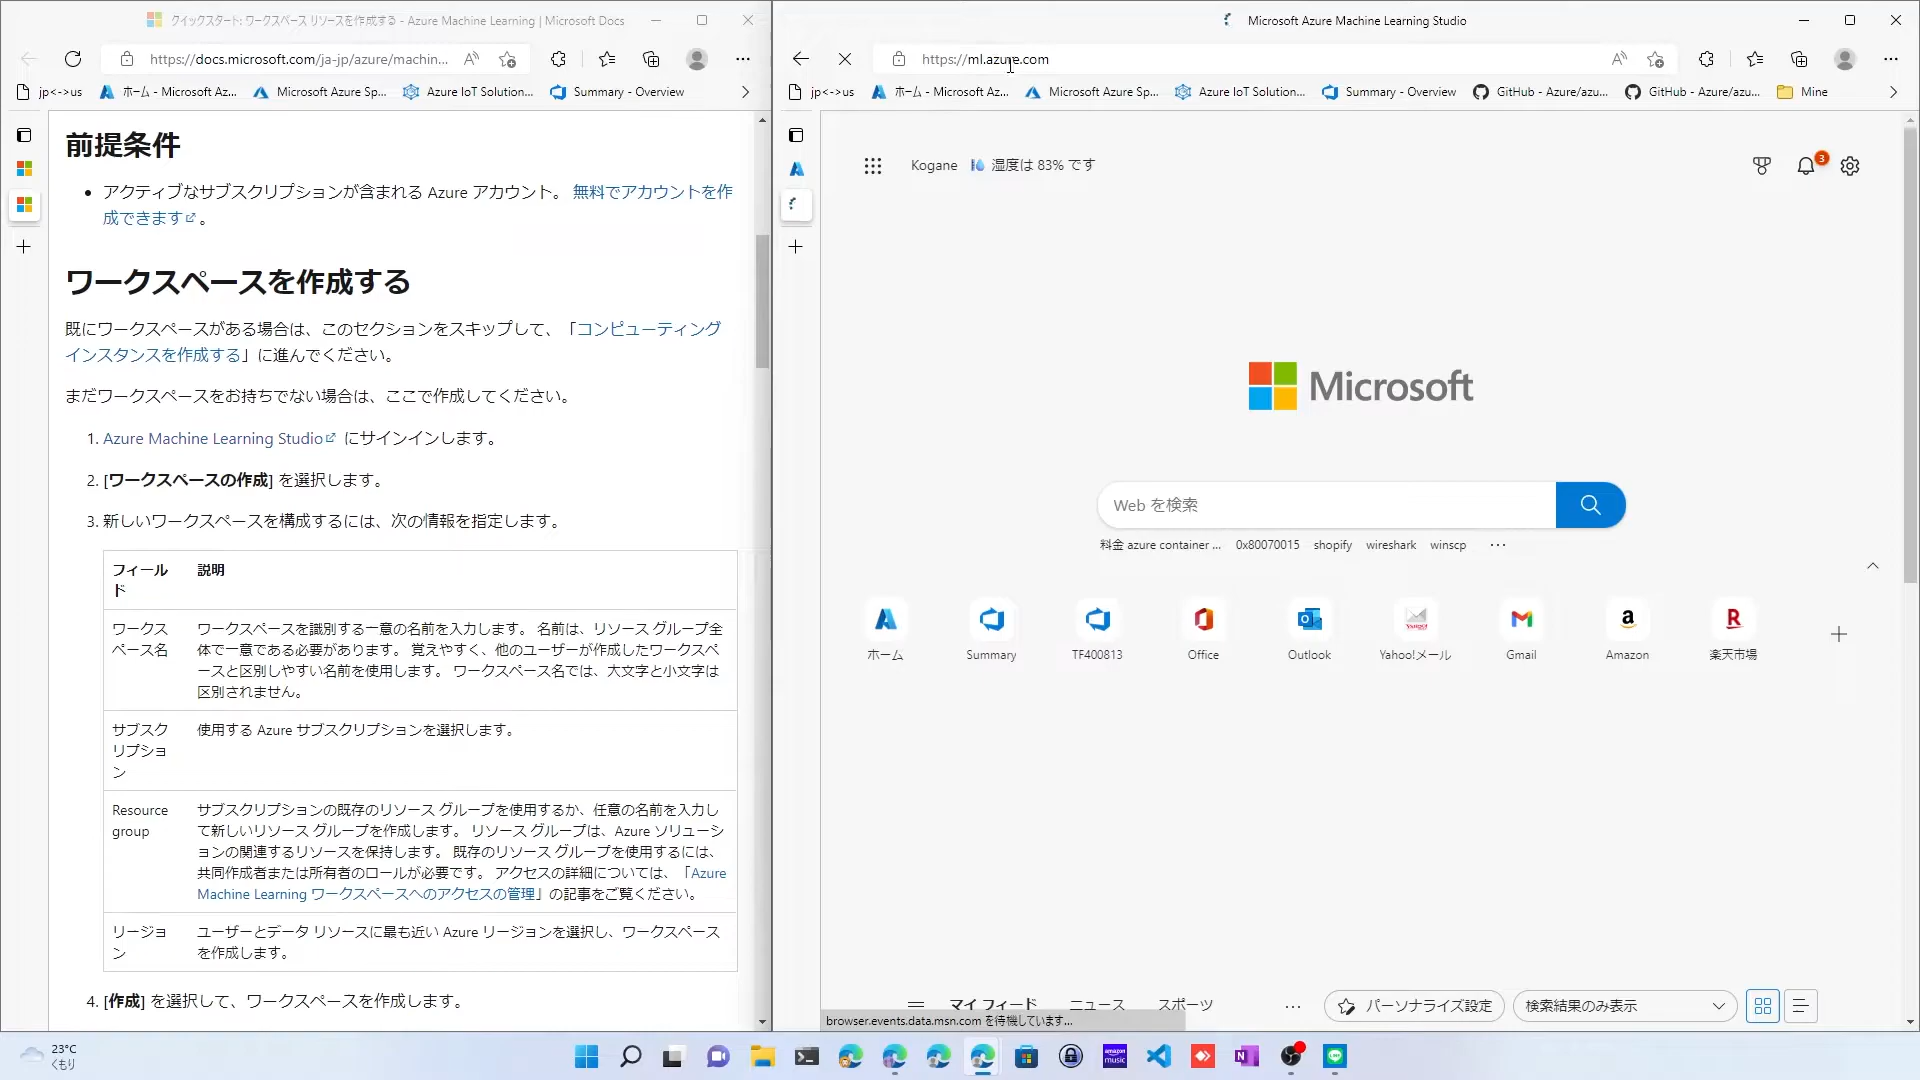 クイックスタート: ワークスペース リソースを作成する - Azure Machine Learning | Microsoft Docs
https://docs.microsoft.com/ja-jp/azure/machin...
jp<->us
ホーム - Microsoft Az...
Microsoft Azure Sp...
Azure IoT Solution...
Summary - Overview
前提条件
アクティブなサブスクリプションが含まれる Azure アカウント。 無料でアカウントを作
成できます。
ワークスペースを作成する
既にワークスペースがある場合は、このセクションをスキップして、「コンピューティング
インスタンスを作成する」に進んでください。
まだワークスペースをお持ちでない場合は、ここで作成してください。
1. Azure Machine Learning Studio にサインインします。
2. [ワークスペースの作成] を選択します。
3. 新しいワークスペースを構成するには、次の情報を指定します。
フィール
ド
説明
ワークス
ペース名
ワークスペースを識別する一意の名前を入力します。 名前は、リソース グループ全
体で一意である必要があります。 覚えやすく、他のユーザーが作成したワークスペ
ースと区別しやすい名前を使用します。 ワークスペース名では、大文字と小文字は
区別されません。
サブスク
リプショ
ン
使用する Azure サブスクリプションを選択します。
Resource
group
サブスクリプションの既存のリソース グループを使用するか、任意の名前を入力し
て新しいリソース グループを作成します。 リソース グループは、Azure ソリューシ
ョンの関連するリソースを保持します。 既存のリソース グループを使用するには、
共同作成者または所有者のロールが必要です。 アクセスの詳細については、「Azure
Machine Learning ワークスペースへのアクセスの管理」の記事をご覧ください。
リージョ
ン
ユーザーとデータ リソースに最も近い Azure リージョンを選択し、ワークスペース
を作成します。
4. [作成] を選択して、ワークスペースを作成します。
Microsoft Azure Machine Learning Studio
https://ml.azure.com
jp<->us
ホーム - Microsoft Az...
Microsoft Azure Sp...
Azure IoT Solution...
Summary - Overview
GitHub - Azure/azu...
GitHub - Azure/azu...
Mine
Kogane
湿度は 83% です
3
Microsoft
Web を検索
料金 azure container ...
0x80070015
shopify
wireshark
winscp
ホーム
Summary
TF400813
Office
Outlook
Yahoo!メール
Gmail
Amazon
楽天市場
マイ フィード
ニュース
スポーツ
パーソナライズ設定
検索結果のみ表示
browser.events.data.msn.com を待機しています...
23°C
くもり